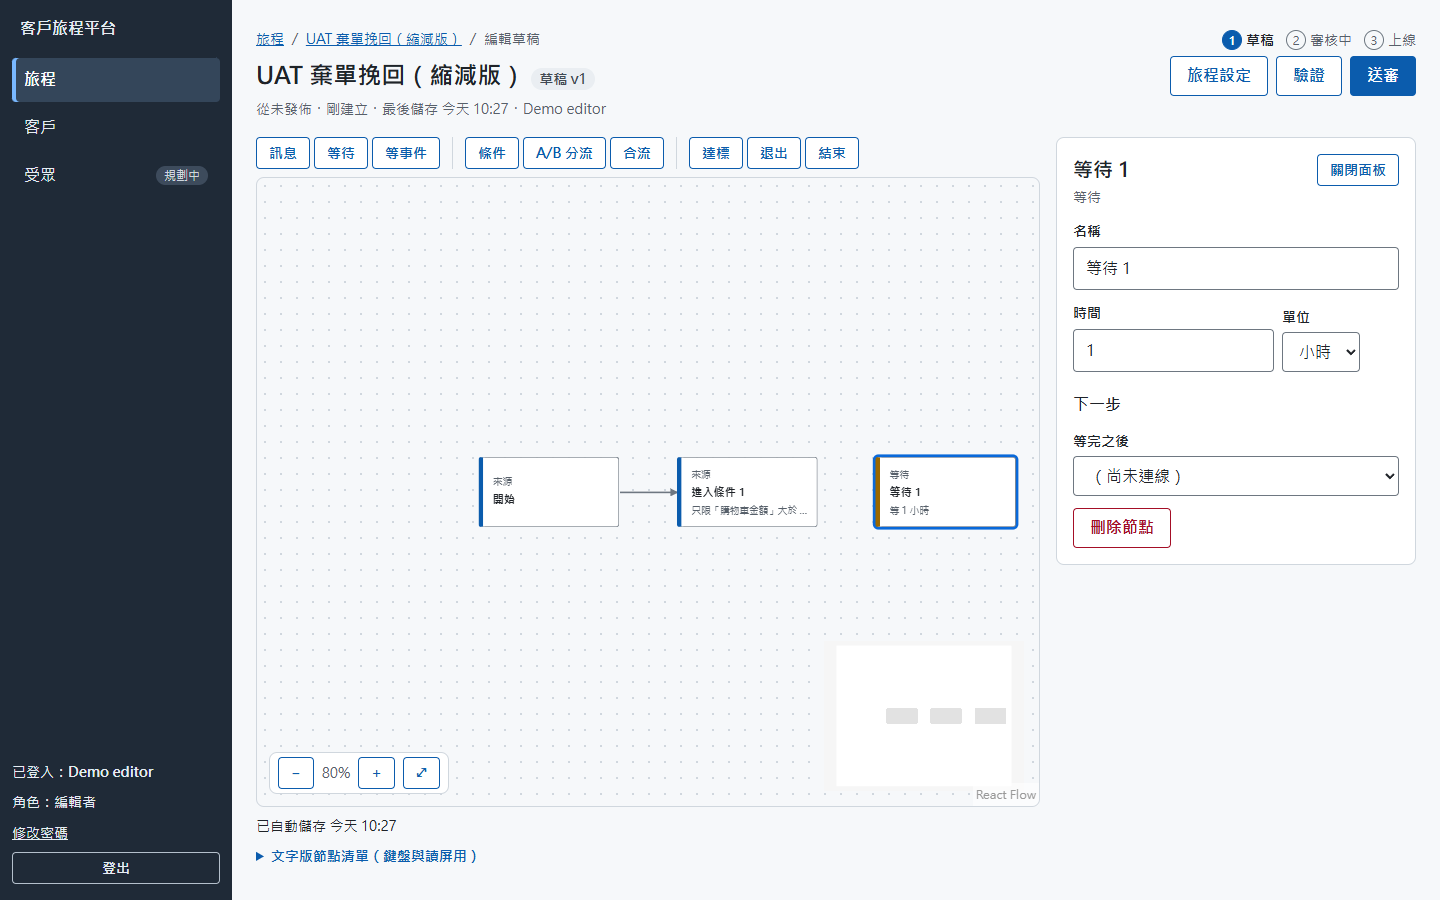 客戶旅程平台
旅程
客戶
受眾 規劃中
已登入：Demo editor
角色：編輯者
修改密碼
登出
旅程 / UAT 棄單挽回（縮減版） / 編輯草稿
1 草稿 2 審核中 3 上線
UAT 棄單挽回（縮減版） 草稿 v1
旅程設定 驗證 送審
從未發佈 · 剛建立 · 最後儲存 今天 10:27 · Demo editor
訊息 等待 等事件 條件 A/B 分流 合流 達標 退出 結束
來源
開始
來源
進入條件 1
只限「購物車金額」大於 ...
等待
等待 1
等 1 小時
− 80% +
React Flow
已自動儲存 今天 10:27
文字版節點清單（鍵盤與讀屏用）
等待 1
關閉面板
等待
名稱
等待 1
時間 單位
1 小時
下一步
等完之後
（尚未連線）
刪除節點